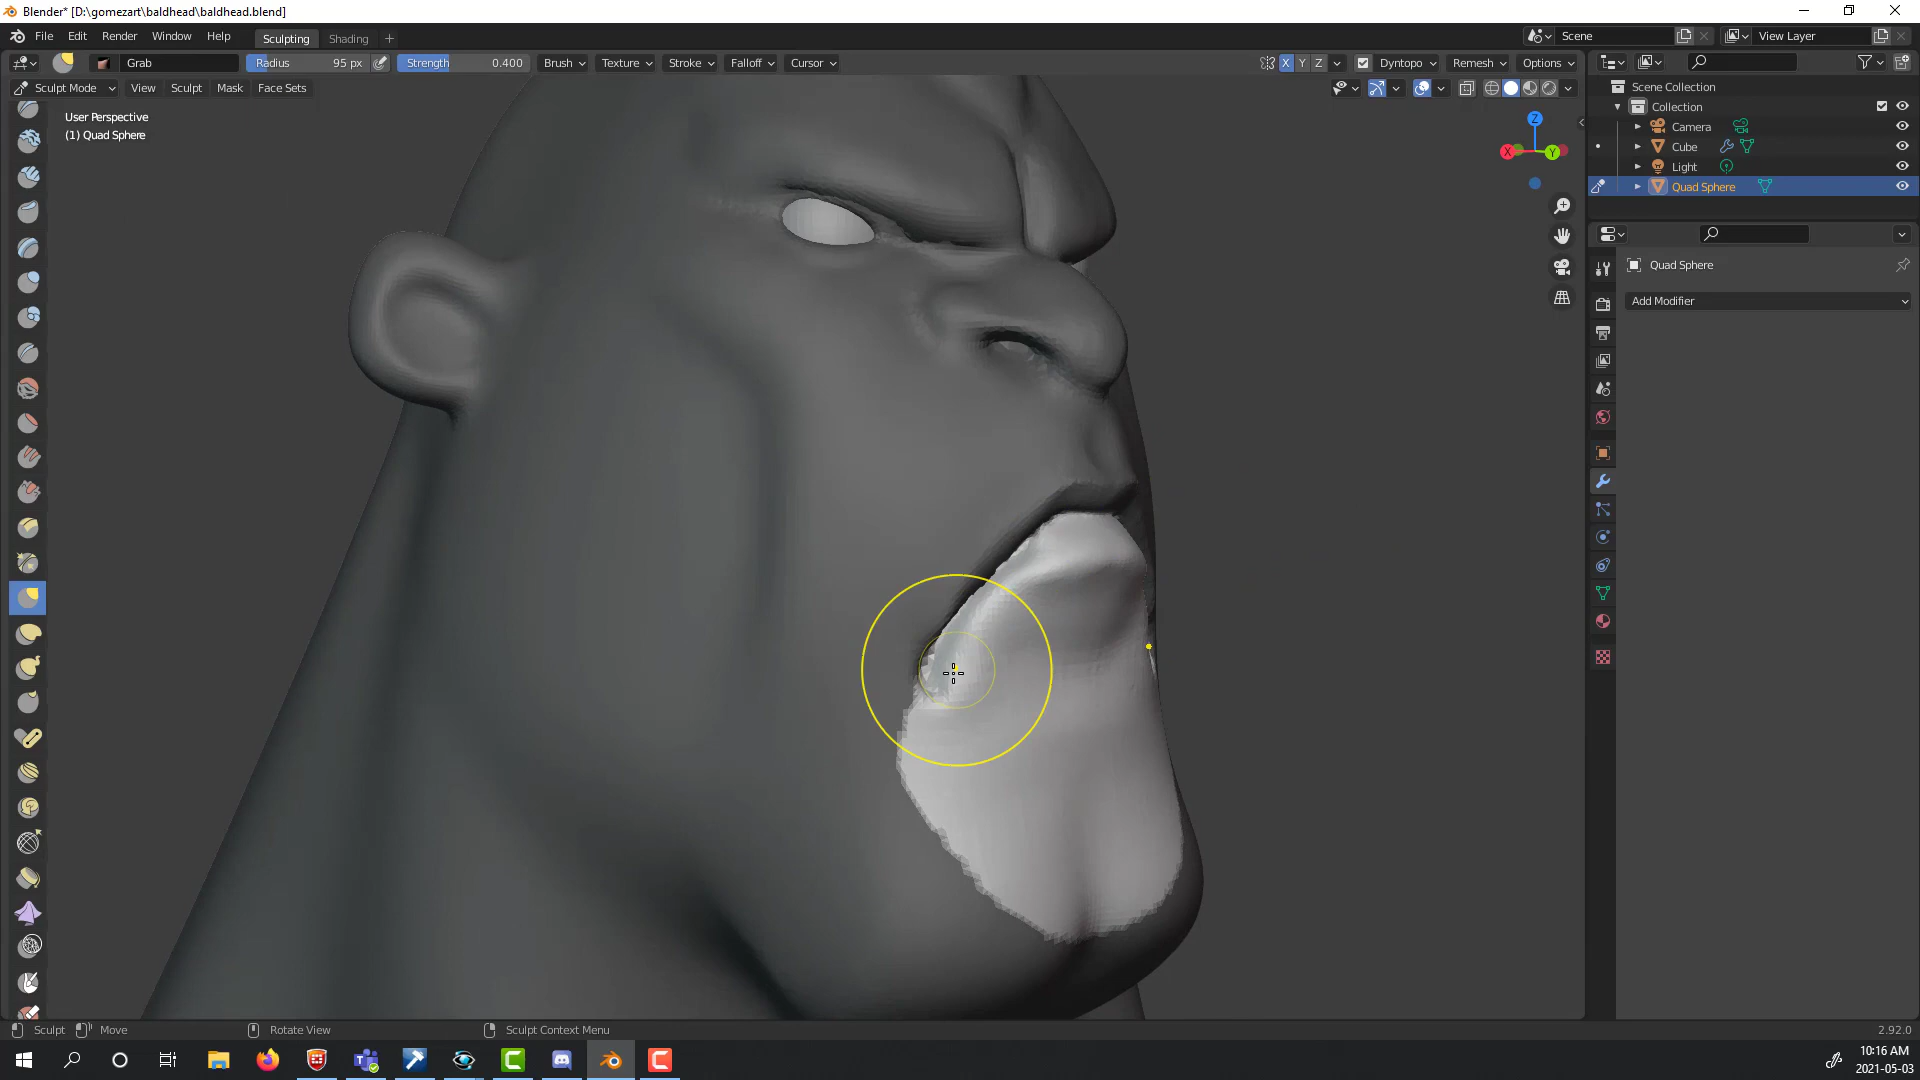 Blender* [D:\gomezart\baldhead\baldhead.blend]
File Edit Render Window Help Sculpting Shading + Scene View Layer
Grab Radius 95 px Strength 0.400 Brush Texture Stroke Falloff Cursor X Y Z Dyntopo Remesh Options
Sculpt Mode View Sculpt Mask Face Sets
User Perspective
(1) Quad Sphere
Z
X Y
Scene Collection
Collection
Camera
Cube
Light
Quad Sphere
Quad Sphere
Add Modifier
Sculpt Move Rotate View Sculpt Context Menu 2.92.0
10:16 AM
2021-05-03